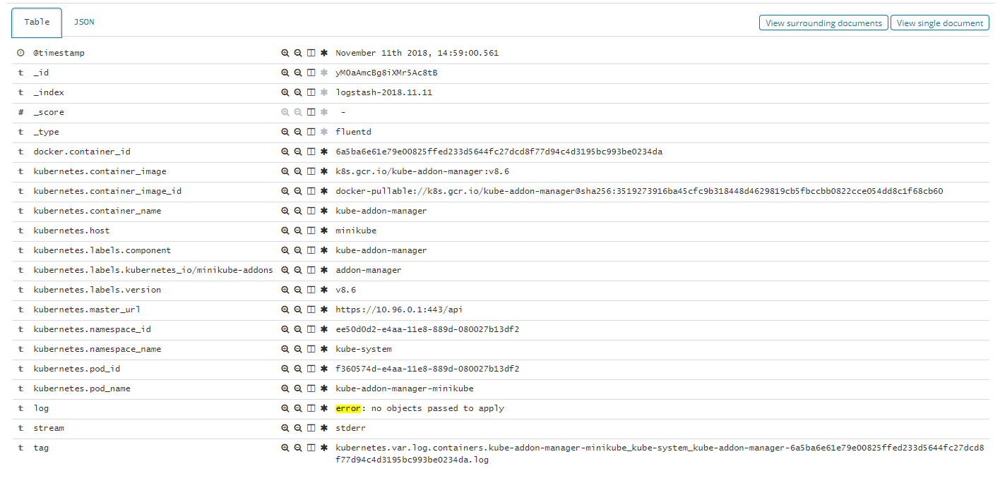 Table JSON View surrounding documents View single document
@timestamp November 11th 2018, 14:59:00.561
t _id yMOaAmcBg8iXMr5Ac8tB
t _index logstash-2018.11.11
# _score -
t _type fluentd
t docker.container_id 6a5ba6e61e79e00825ffed233d5644fc27dcd8f77d94c4d3195bc993be0234da
t kubernetes.container_image k8s.gcr.io/kube-addon-manager:v8.6
t kubernetes.container_image_id docker-pullable://k8s.gcr.io/kube-addon-manager@sha256:3519273916ba45cfc9b318448d4629819cb5fbccbb0822cce054dd8c1f68cb60
t kubernetes.container_name kube-addon-manager
t kubernetes.host minikube
t kubernetes.labels.component kube-addon-manager
t kubernetes.labels.kubernetes_io/minikube-addons addon-manager
t kubernetes.labels.version v8.6
t kubernetes.master_url https://10.96.0.1:443/api
t kubernetes.namespace_id ee50d0d2-e4aa-11e8-889d-080027b13df2
t kubernetes.namespace_name kube-system
t kubernetes.pod_id f360574d-e4aa-11e8-889d-080027b13df2
t kubernetes.pod_name kube-addon-manager-minikube
t log error: no objects passed to apply
t stream stderr
t tag kubernetes.var.log.containers.kube-addon-manager-minikube_kube-system_kube-addon-manager-6a5ba6e61e79e00825ffed233d5644fc27dcd8
f77d94c4d3195bc993be0234da.log